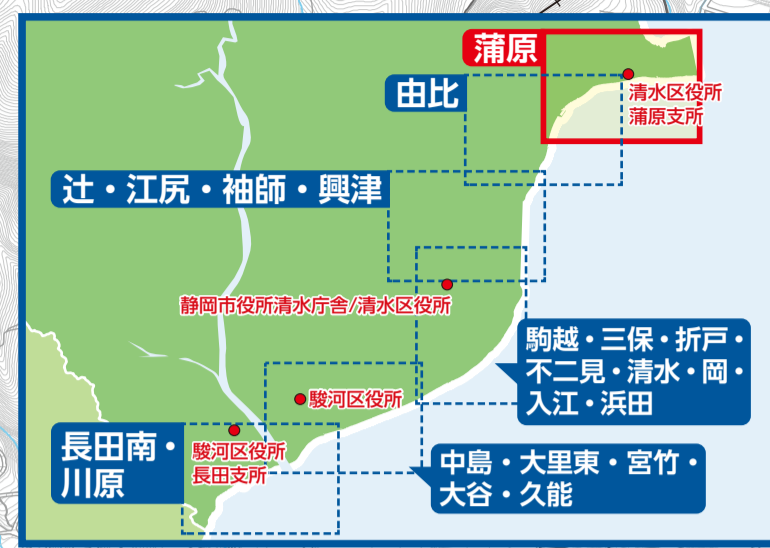 蒲原
由比
清水区役所
蒲原支所
辻・江尻・袖師・興津
静岡市役所清水庁舎/清水区役所
駒越・三保・折戸・
不二見・清水・岡・
入江・浜田
駿河区役所
長田南・
川原
駿河区役所
長田支所
中島・大里東・宮竹・
大谷・久能